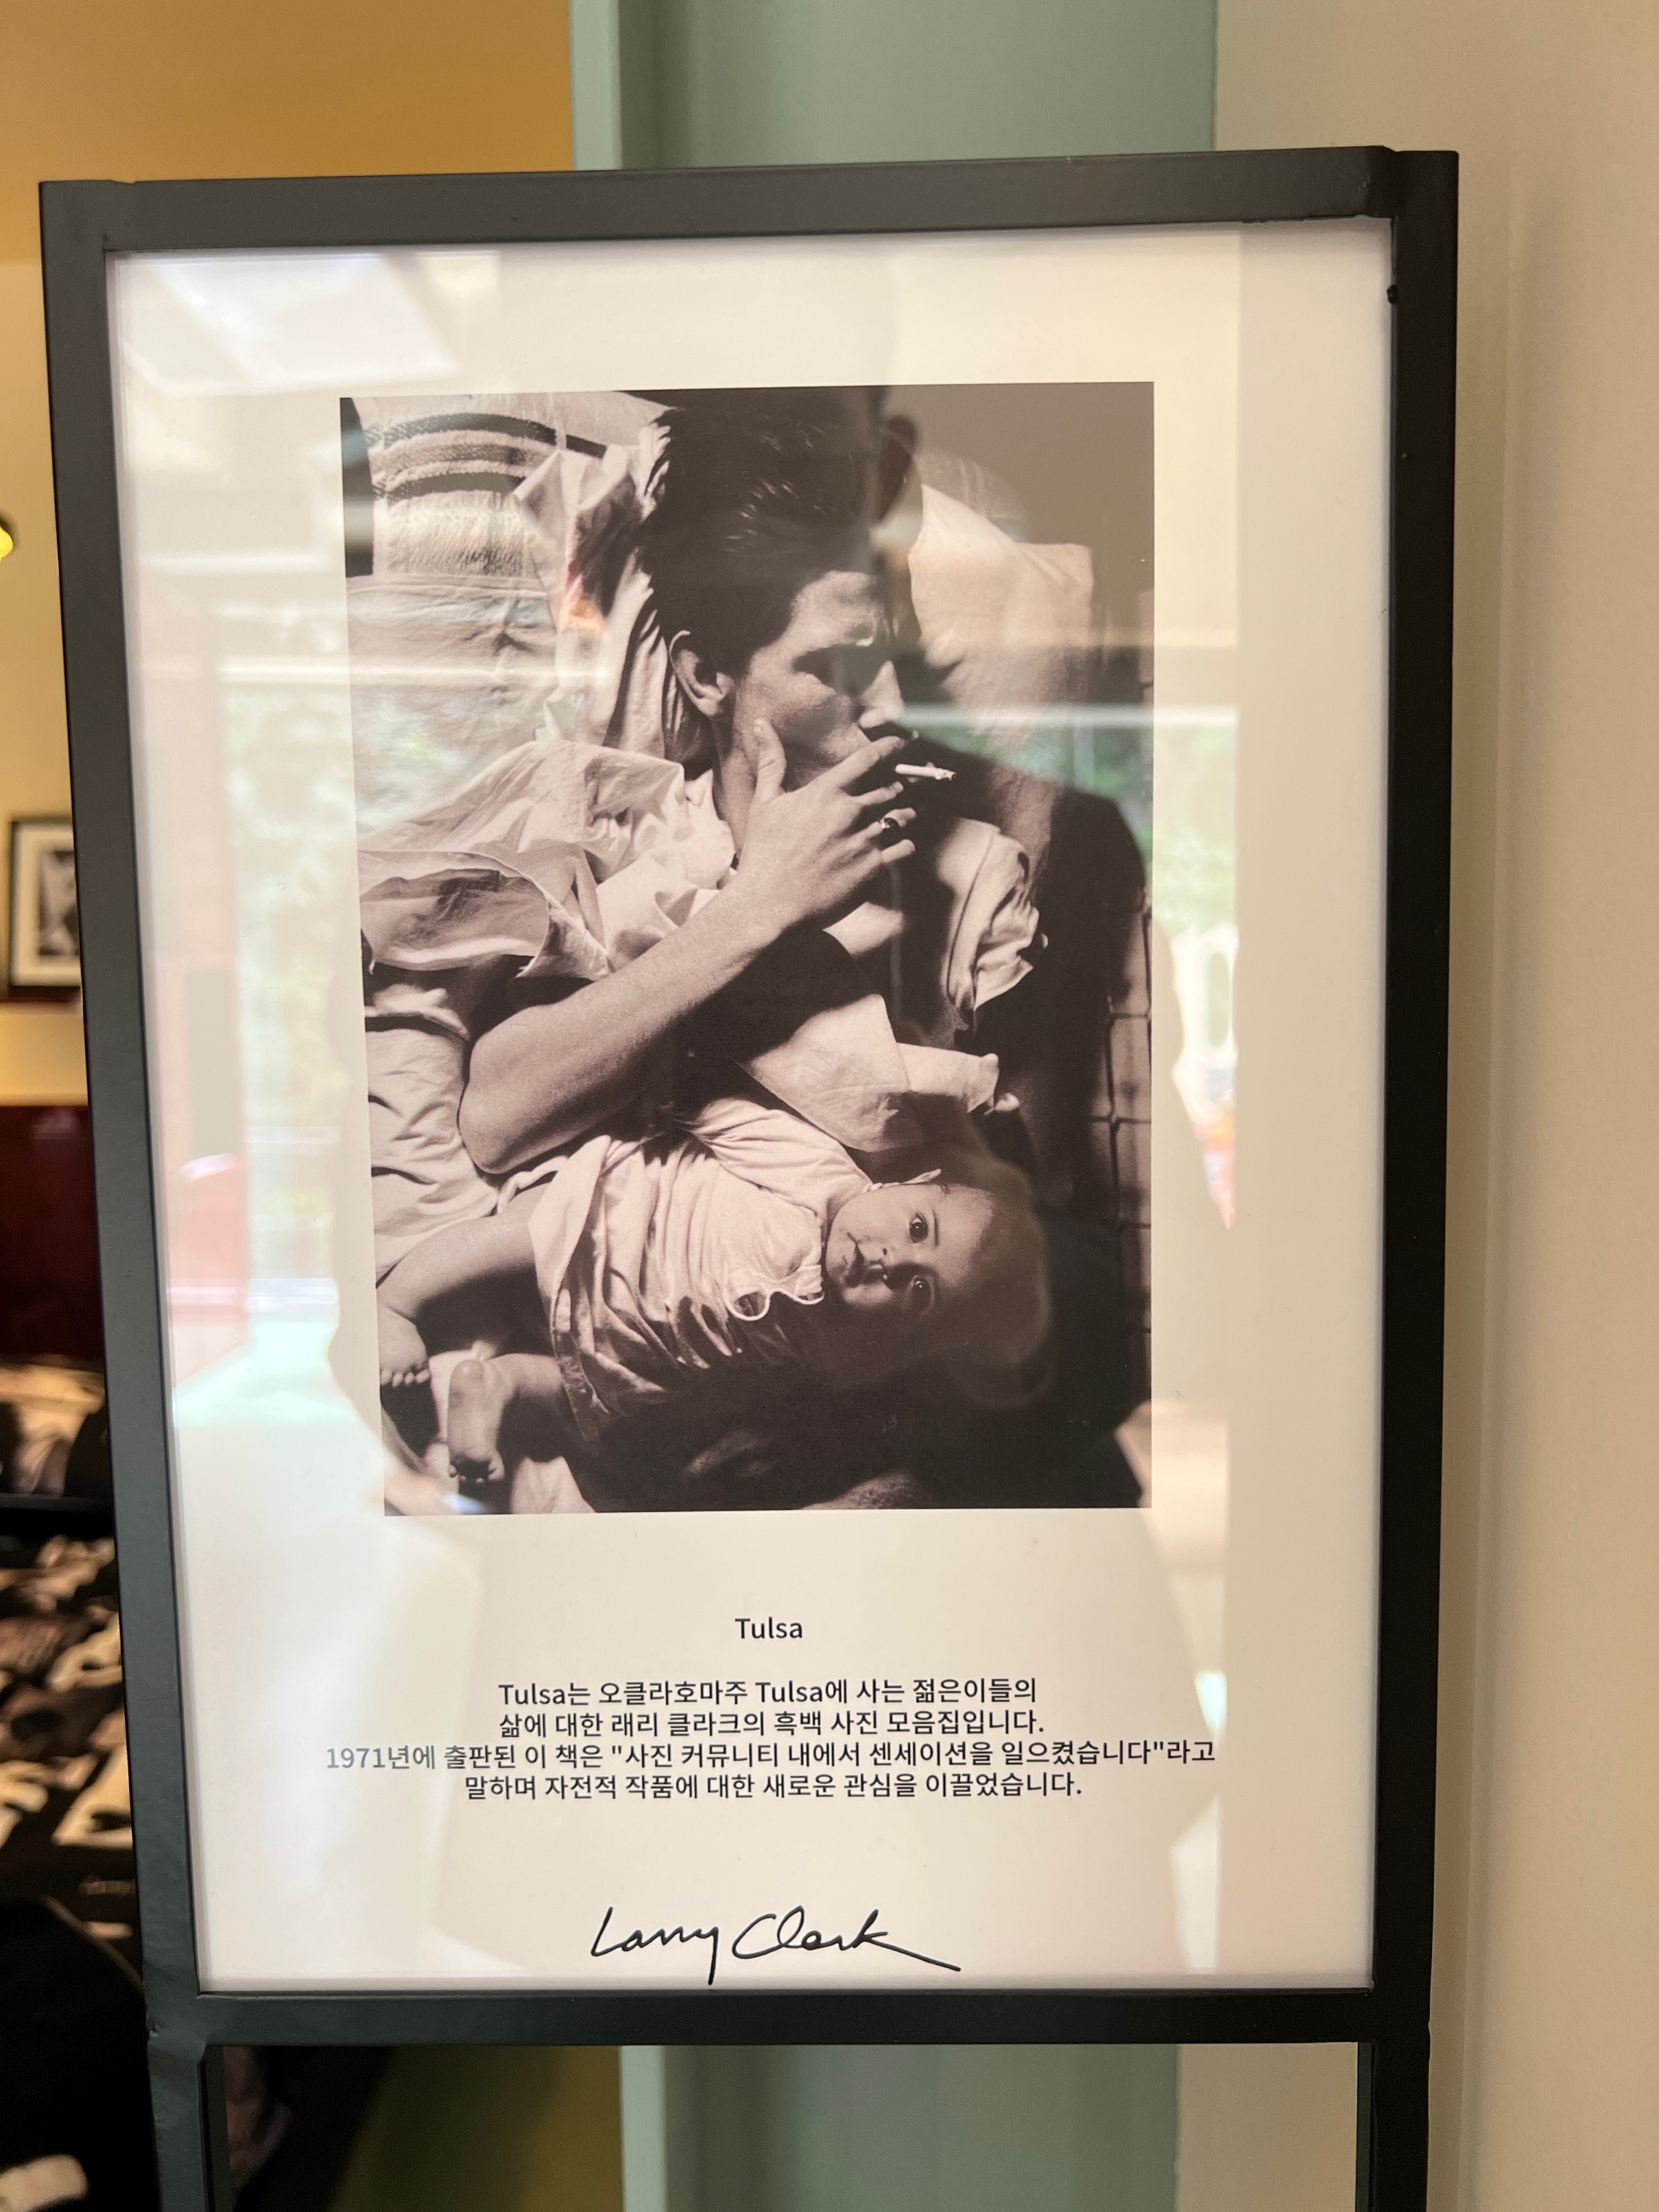 Tulsa
Tulsa는 오클라호마주 Tulsa에 사는 젊은이들의
삶에 대한 래리 클라크의 흑백 사진 모음집입니다.
1971년에 출판된 이 책은 "사진 커뮤니티 내에서 센세이션을 일으켰습니다"라고
말하며 자전적 작품에 대한 새로운 관심을 이끌었습니다.
Larry Clark